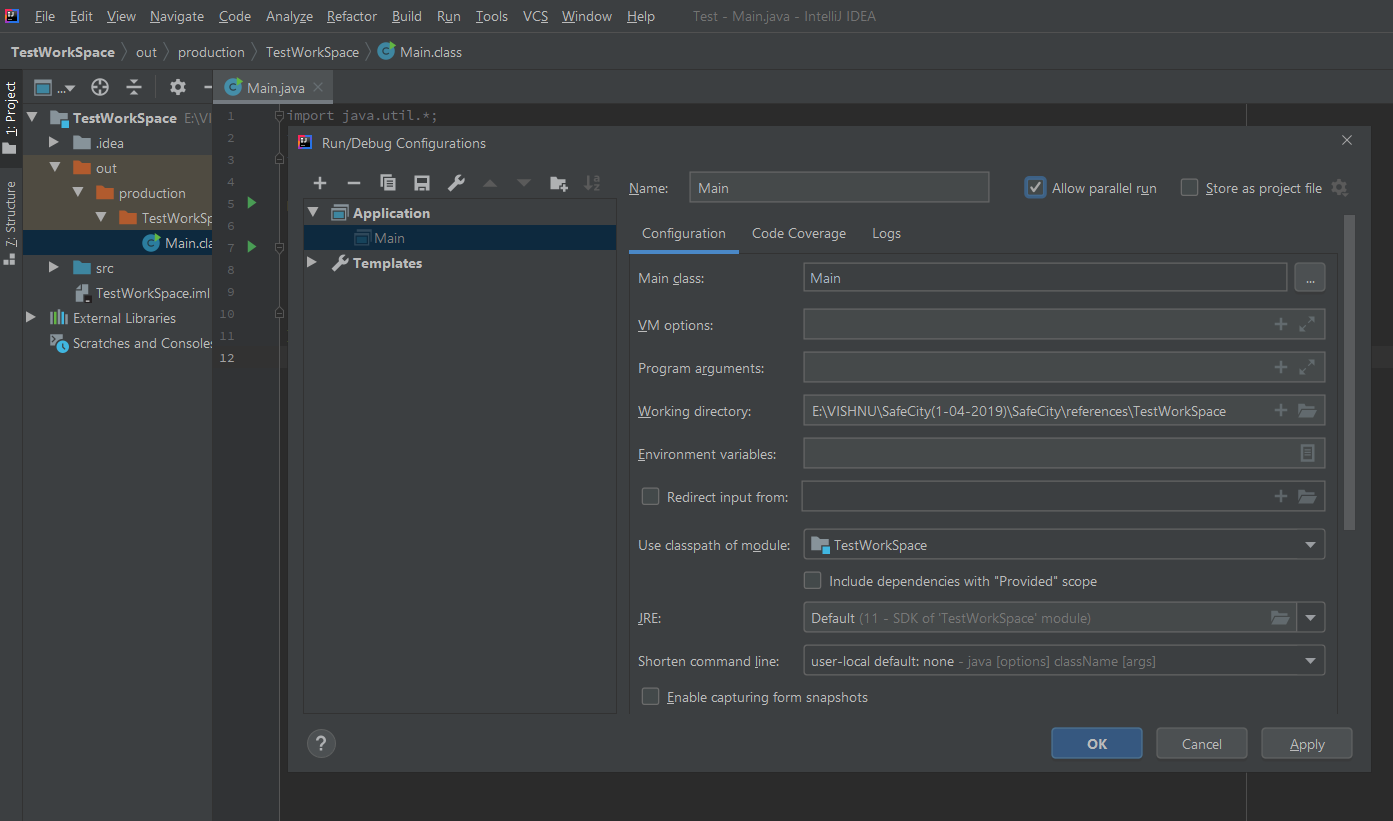 File Edit View Navigate Code Analyze Refactor Build Run Tools VCS Window Help Test - Main.java - IntelliJ IDEA
TestWorkSpace out production TestWorkSpace Main.class
1: Project
Z: Structure
...
Main.java
TestWorkSpace E:\VI
.idea
out
production
TestWorkSp
Main.cla
src
TestWorkSpace.iml
External Libraries
Scratches and Consoles
1 import java.util.*;
2
3
4
5
6
7
8
9
10
11
12
Run/Debug Configurations
Application
Main
Templates
Name: Main Allow parallel run Store as project file
Configuration Code Coverage Logs
Main class: Main ...
VM options:
Program arguments:
Working directory: E:\VISHNU\SafeCity(1-04-2019)\SafeCity\references\TestWorkSpace
Environment variables:
Redirect input from:
Use classpath of module: TestWorkSpace
Include dependencies with "Provided" scope
JRE: Default (11 - SDK of 'TestWorkSpace' module)
Shorten command line: user-local default: none - java [options] className [args]
Enable capturing form snapshots
? OK Cancel Apply